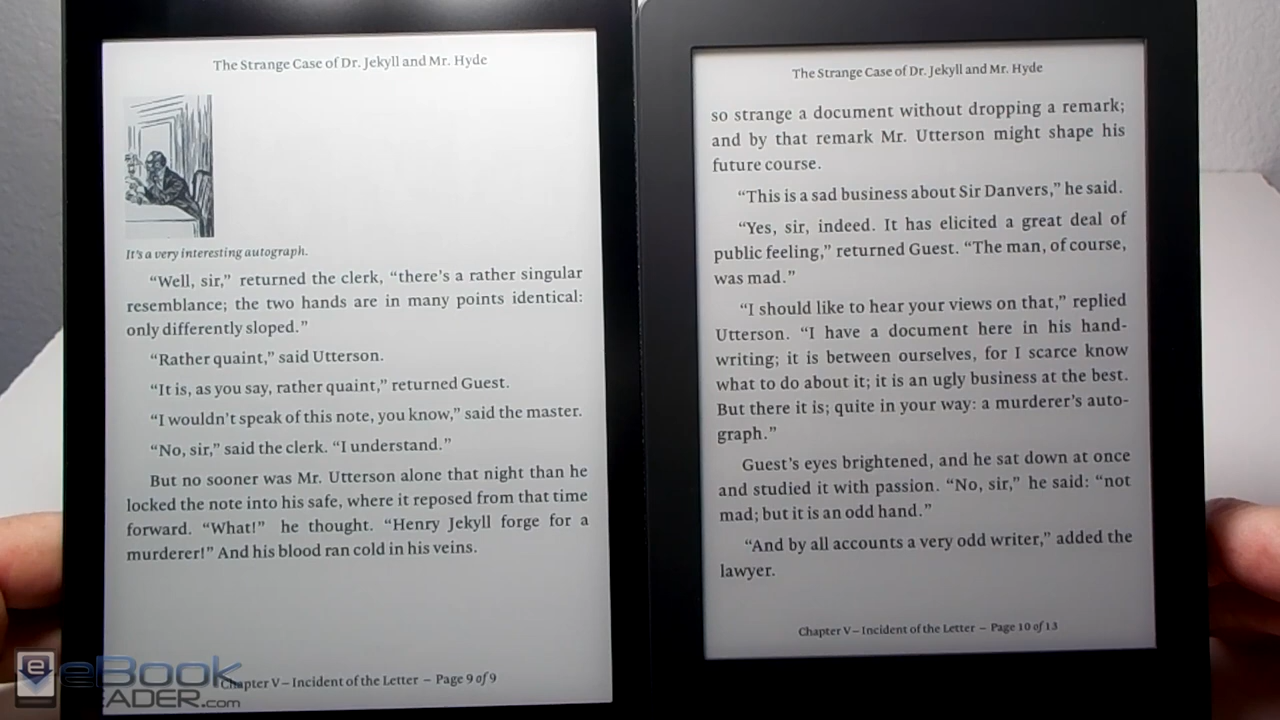 The Strange Case of Dr. Jekyll and Mr. Hyde
It's a very interesting autograph.
“Well, sir,” returned the clerk, “there's a rather singular
resemblance; the two hands are in many points identical:
only differently sloped.”
“Rather quaint,” said Utterson.
“It is, as you say, rather quaint,” returned Guest.
“I wouldn't speak of this note, you know,” said the master.
“No, sir,” said the clerk. “I understand.”
But no sooner was Mr. Utterson alone that night than he
locked the note into his safe, where it reposed from that time
forward. “What!” he thought. “Henry Jekyll forge for a
murderer!” And his blood ran cold in his veins.
Chapter V – Incident of the Letter – Page 9 of 9
The Strange Case of Dr. Jekyll and Mr. Hyde
so strange a document without dropping a remark;
and by that remark Mr. Utterson might shape his
future course.
“This is a sad business about Sir Danvers,” he said.
“Yes, sir, indeed. It has elicited a great deal of
public feeling,” returned Guest. “The man, of course,
was mad.”
“I should like to hear your views on that,” replied
Utterson. “I have a document here in his hand-
writing; it is between ourselves, for I scarce know
what to do about it; it is an ugly business at the best.
But there it is; quite in your way: a murderer's auto-
graph.”
Guest's eyes brightened, and he sat down at once
and studied it with passion. “No, sir,” he said: “not
mad; but it is an odd hand.”
“And by all accounts a very odd writer,” added the
lawyer.
Chapter V – Incident of the Letter – Page 10 of 13
e eBook
READER.com